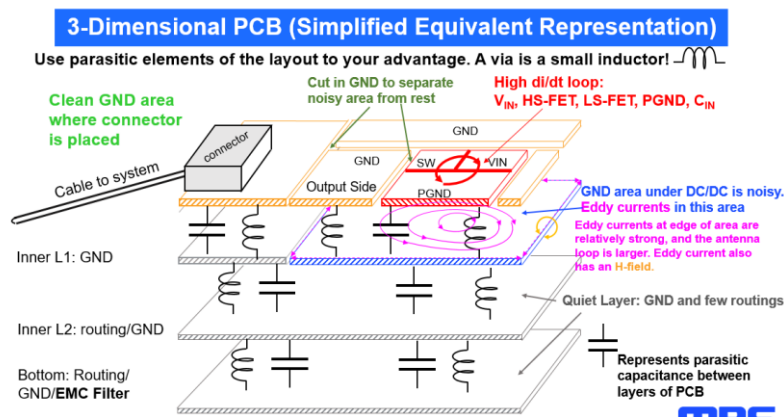 3-Dimensional PCB (Simplified Equivalent Representation)
Use parasitic elements of the layout to your advantage. A via is a small inductor!
Clean GND area
where connector
is placed
Cut in GND to separate
noisy area from rest
High di/dt loop:
VIN, HS-FET, LS-FET, PGND, CIN
GND
connector
GND
SW
VIN
Cable to system
Output Side
PGND
GND area under DC/DC is noisy.
Eddy currents in this area
Eddy currents at edge of area are
relatively strong, and the antenna
loop is larger. Eddy current also
has an H-field.
Inner L1: GND
Quiet Layer: GND and few routings
Inner L2: routing/GND
Bottom: Routing/
GND/EMC Filter
Represents parasitic
capacitance between
layers of PCB